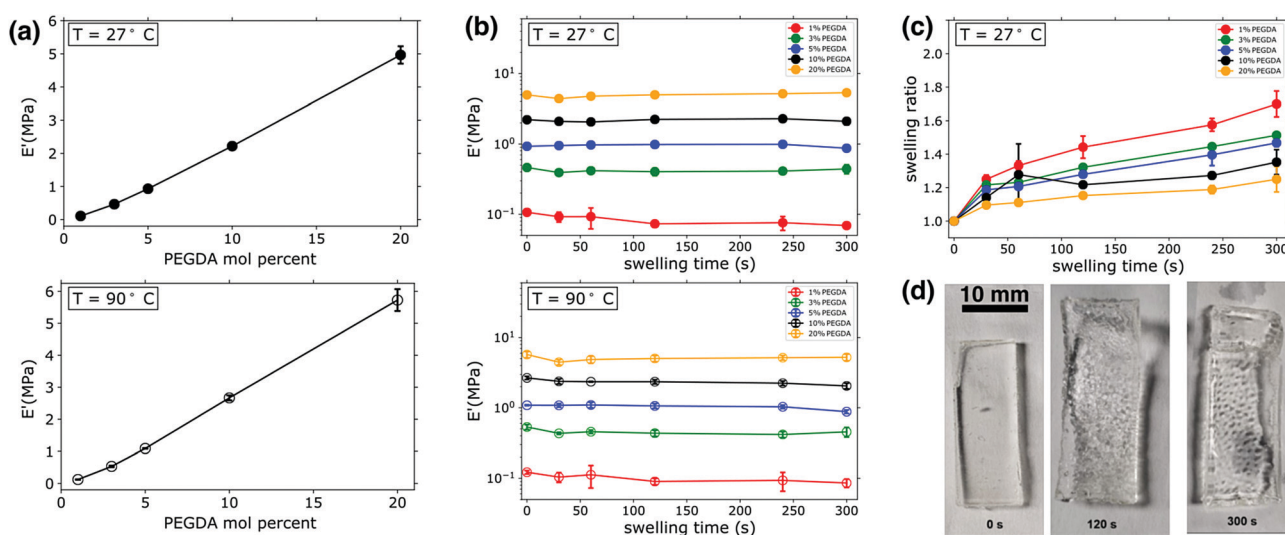 (a)
T = 27° C
E'(MPa)
6
5
4
3
2
1
0
0 5 10 15 20
PEGDA mol percent
T = 90° C
E'(MPa)
6
5
4
3
2
1
0
0 5 10 15 20
PEGDA mol percent
(b)
T = 27° C
1% PEGDA
3% PEGDA
5% PEGDA
10% PEGDA
20% PEGDA
E'(MPa)
10¹
10⁰
10⁻¹
0 50 100 150 200 250 300
swelling time (s)
T = 90° C
1% PEGDA
3% PEGDA
5% PEGDA
10% PEGDA
20% PEGDA
E'(MPa)
10¹
10⁰
10⁻¹
0 50 100 150 200 250 300
swelling time (s)
(c)
T = 27° C
1% PEGDA
3% PEGDA
5% PEGDA
10% PEGDA
20% PEGDA
swelling ratio
2.0
1.8
1.6
1.4
1.2
1.0
0 50 100 150 200 250 300
swelling time (s)
(d)
10 mm
0 s
120 s
300 s